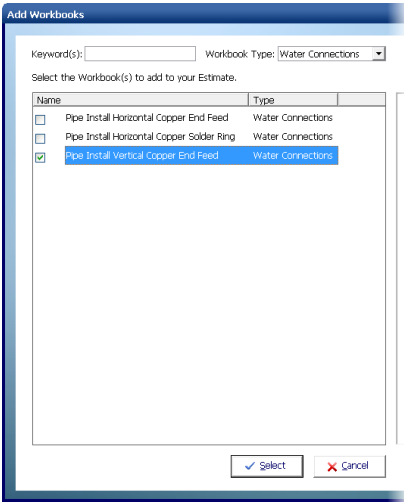 Add Workbooks
Keyword(s): Workbook Type: Water Connections
Select the Workbook(s) to add to your Estimate.
Name Type
Pipe Install Horizontal Copper End Feed Water Connections
Pipe Install Horizontal Copper Solder Ring Water Connections
Pipe Install Vertical Copper End Feed Water Connections
Select Cancel